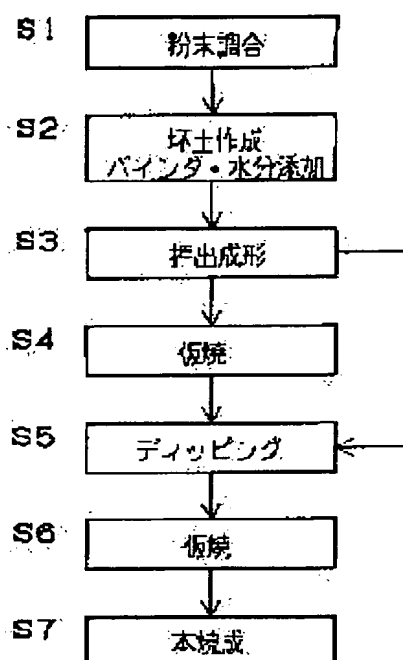 S1
粉末調合
S2
坏土作成
バインダ・水分添加
S3
押出成形
S4
仮焼
S5
ディッピング
S6
仮焼
S7
本焼成